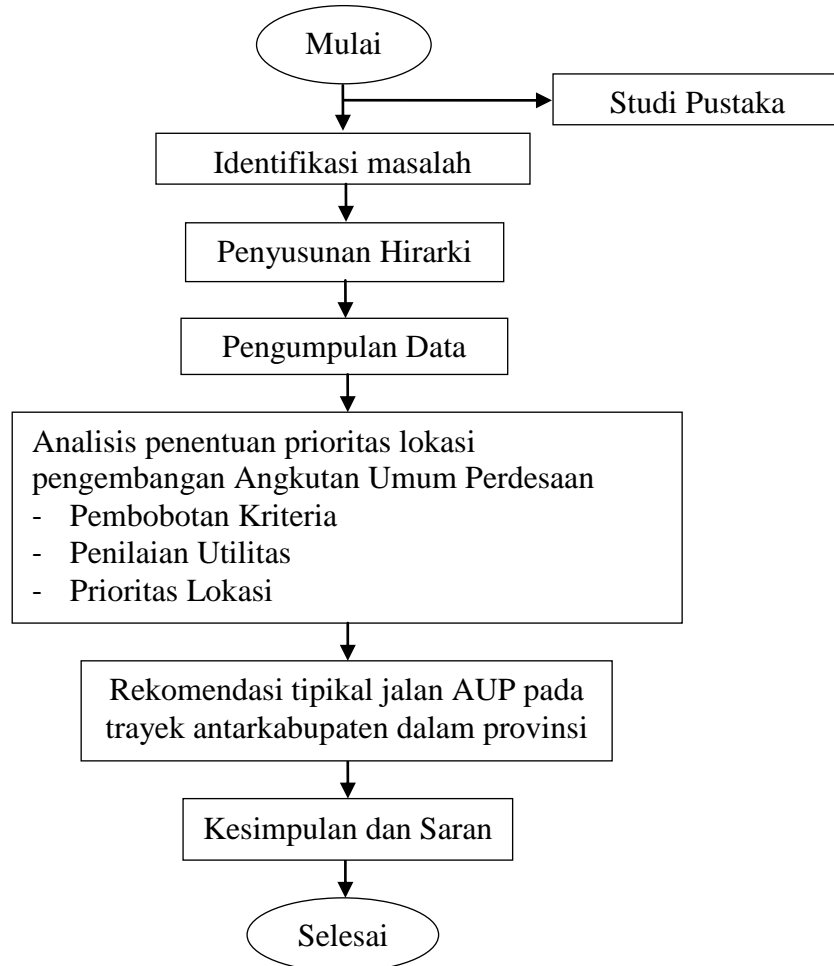 Mulai
Studi Pustaka
Identifikasi masalah
Penyusunan Hirarki
Pengumpulan Data
Analisis penentuan prioritas lokasi
pengembangan Angkutan Umum Perdesaan
- Pembobotan Kriteria
- Penilaian Utilitas
- Prioritas Lokasi
Rekomendasi tipikal jalan AUP pada
trayek antarkabupaten dalam provinsi
Kesimpulan dan Saran
Selesai